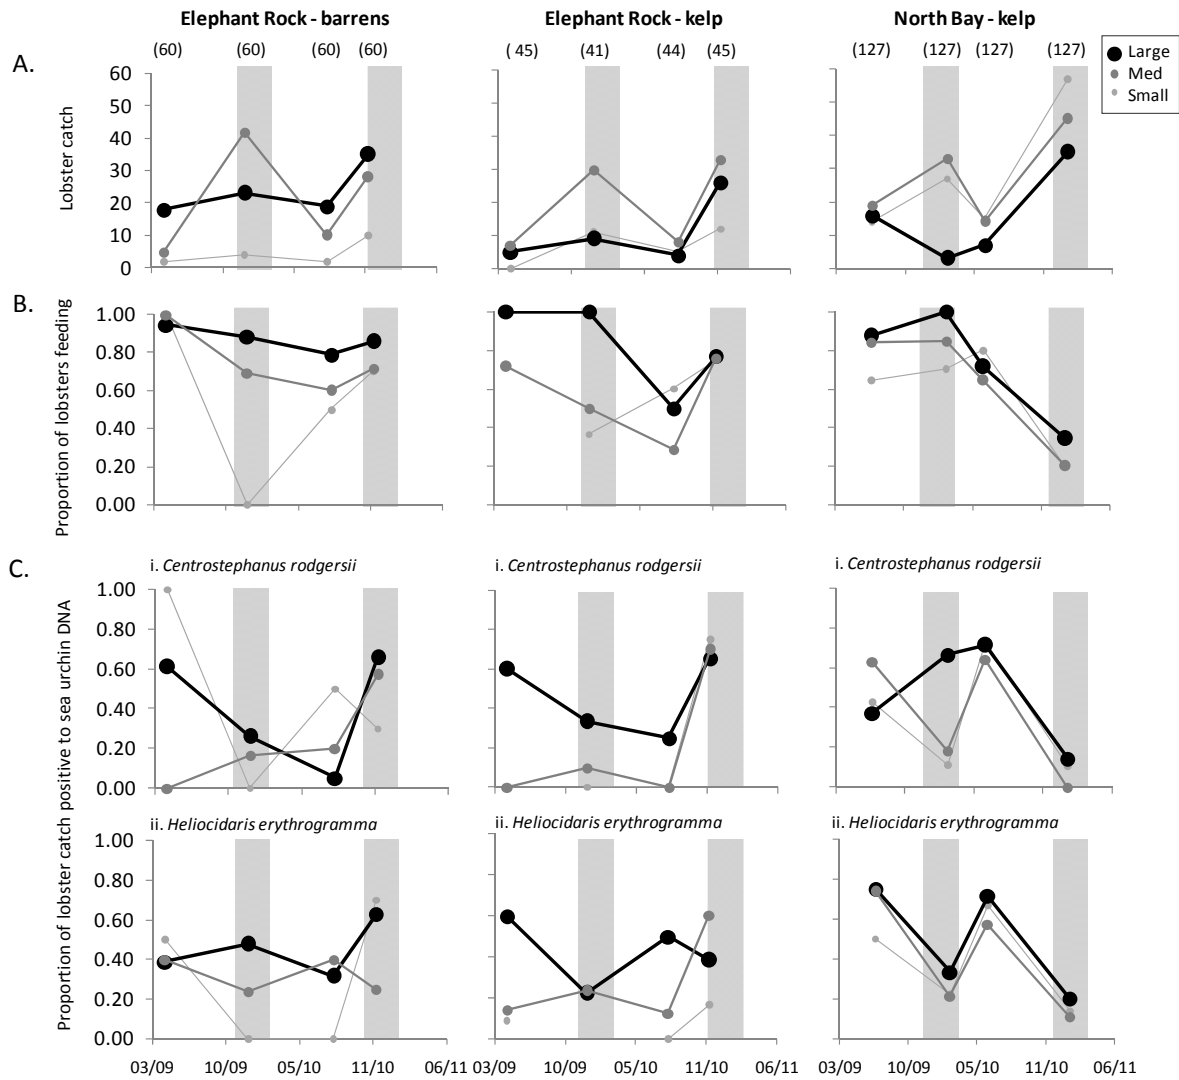 Elephant Rock - barrens Elephant Rock - kelp North Bay - kelp
A. (60) (60) (60) (60) ( 45) (41) (44) (45) (127) (127) (127) (127)
Large
Med
Small
Lobster catch
60
50
40
30
20
10
0
B.
Proportion of lobsters feeding
1.00
0.80
0.60
0.40
0.20
0.00
C.
Proportion of lobster catch positive to sea urchin DNA
i. Centrostephanus rodgersii i. Centrostephanus rodgersii i. Centrostephanus rodgersii
1.00
0.80
0.60
0.40
0.20
0.00
ii. Heliocidaris erythrogramma ii. Heliocidaris erythrogramma ii. Heliocidaris erythrogramma
1.00
0.80
0.60
0.40
0.20
0.00
03/09 10/09 05/10 11/10 06/11 03/09 10/09 05/10 11/10 06/11 03/09 10/09 05/10 11/10 06/11